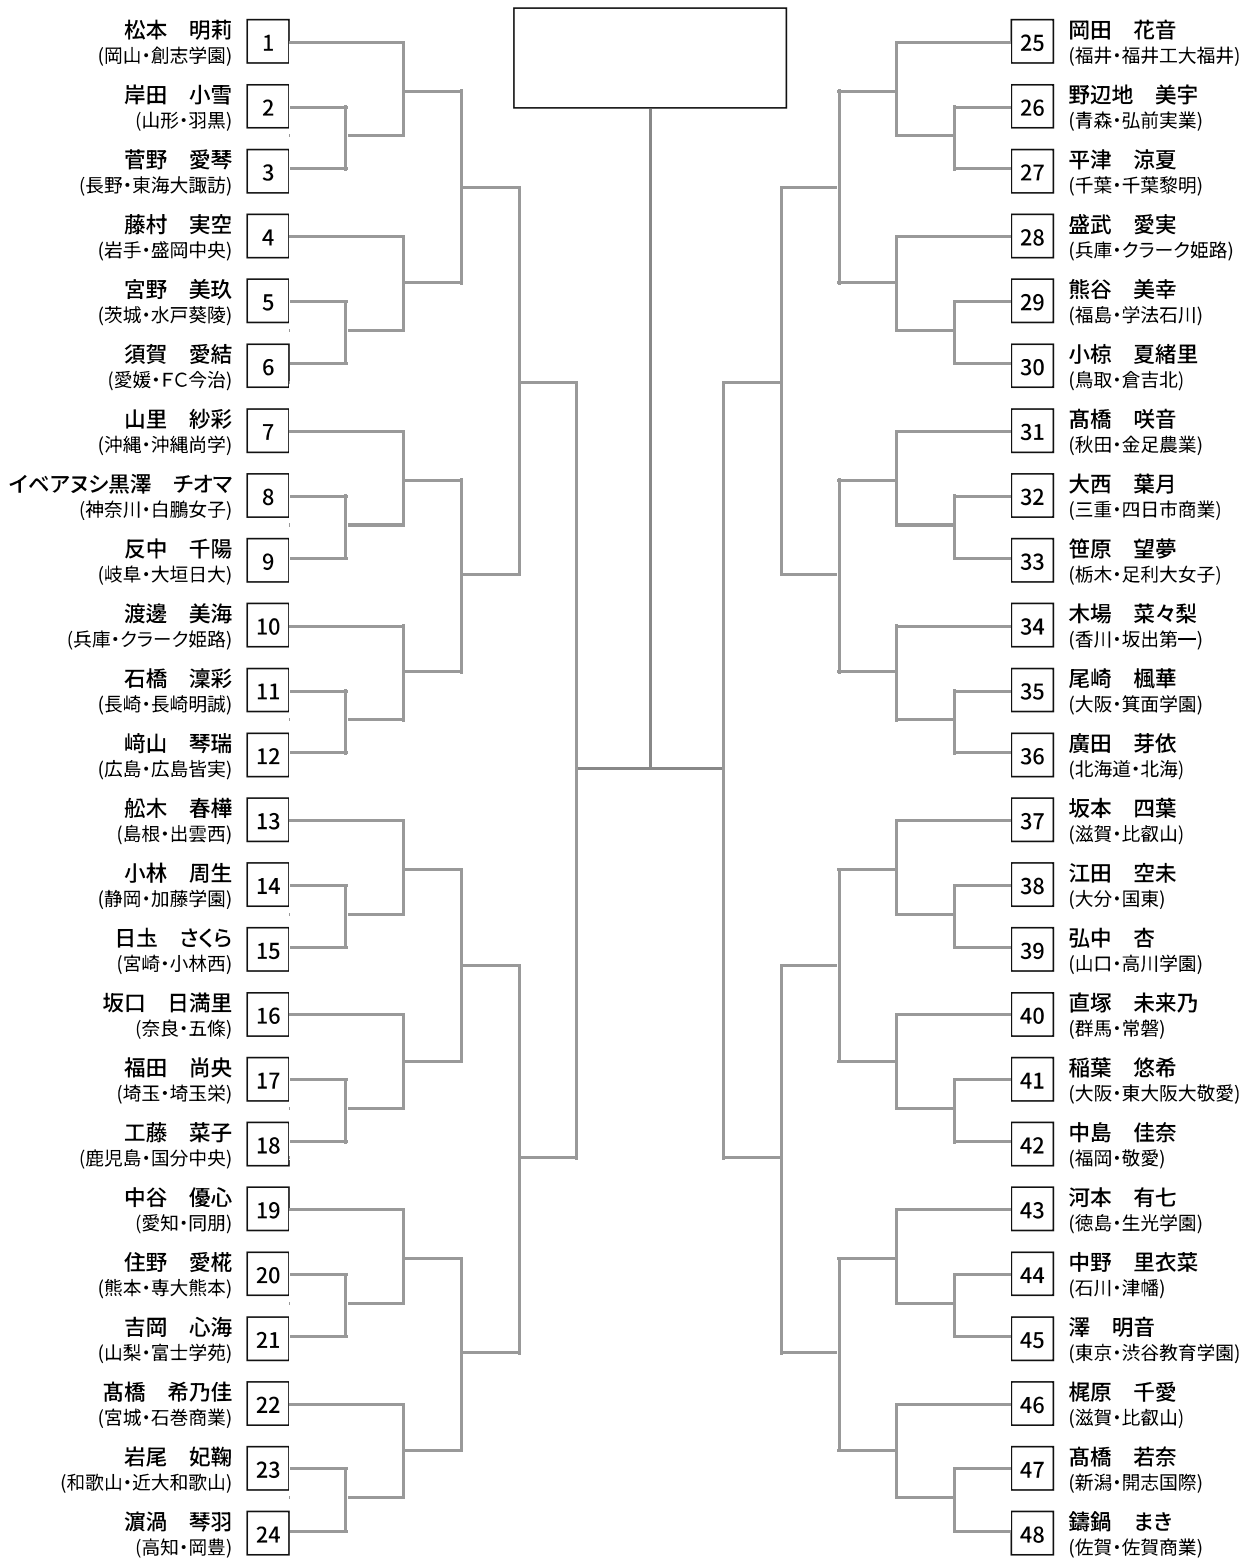 松本　明莉
(岡山・創志学園)
1
岸田　小雪
(山形・羽黒)
2
菅野　愛琴
(長野・東海大諏訪)
3
藤村　実空
(岩手・盛岡中央)
4
宮野　美玖
(茨城・水戸葵陵)
5
須賀　愛結
(愛媛・FC今治)
6
山里　紗彩
(沖縄・沖縄尚学)
7
イベアヌシ黒澤　チオマ
(神奈川・白鵬女子)
8
反中　千陽
(岐阜・大垣日大)
9
渡邊　美海
(兵庫・クラーク姫路)
10
石橋　凜彩
(長崎・長崎明誠)
11
﨑山　琴瑞
(広島・広島皆実)
12
舩木　春樺
(島根・出雲西)
13
小林　周生
(静岡・加藤学園)
14
日圡　さくら
(宮崎・小林西)
15
坂口　日満里
(奈良・五條)
16
福田　尚央
(埼玉・埼玉栄)
17
工藤　菜子
(鹿児島・国分中央)
18
中谷　優心
(愛知・同朋)
19
住野　愛椛
(熊本・専大熊本)
20
吉岡　心海
(山梨・富士学苑)
21
髙橋　希乃佳
(宮城・石巻商業)
22
岩尾　妃鞠
(和歌山・近大和歌山)
23
濵渦　琴羽
(高知・岡豊)
24
25
岡田　花音
(福井・福井工大福井)
26
野辺地　美宇
(青森・弘前実業)
27
平津　涼夏
(千葉・千葉黎明)
28
盛武　愛実
(兵庫・クラーク姫路)
29
熊谷　美幸
(福島・学法石川)
30
小椋　夏緒里
(鳥取・倉吉北)
31
髙橋　咲音
(秋田・金足農業)
32
大西　葉月
(三重・四日市商業)
33
笹原　望夢
(栃木・足利大女子)
34
木場　菜々梨
(香川・坂出第一)
35
尾崎　楓華
(大阪・箕面学園)
36
廣田　芽依
(北海道・北海)
37
坂本　四葉
(滋賀・比叡山)
38
江田　空未
(大分・国東)
39
弘中　杏
(山口・高川学園)
40
直塚　未来乃
(群馬・常磐)
41
稲葉　悠希
(大阪・東大阪大敬愛)
42
中島　佳奈
(福岡・敬愛)
43
河本　有七
(徳島・生光学園)
44
中野　里衣菜
(石川・津幡)
45
澤　明音
(東京・渋谷教育学園)
46
梶原　千愛
(滋賀・比叡山)
47
髙橋　若奈
(新潟・開志国際)
48
鑄鍋　まき
(佐賀・佐賀商業)